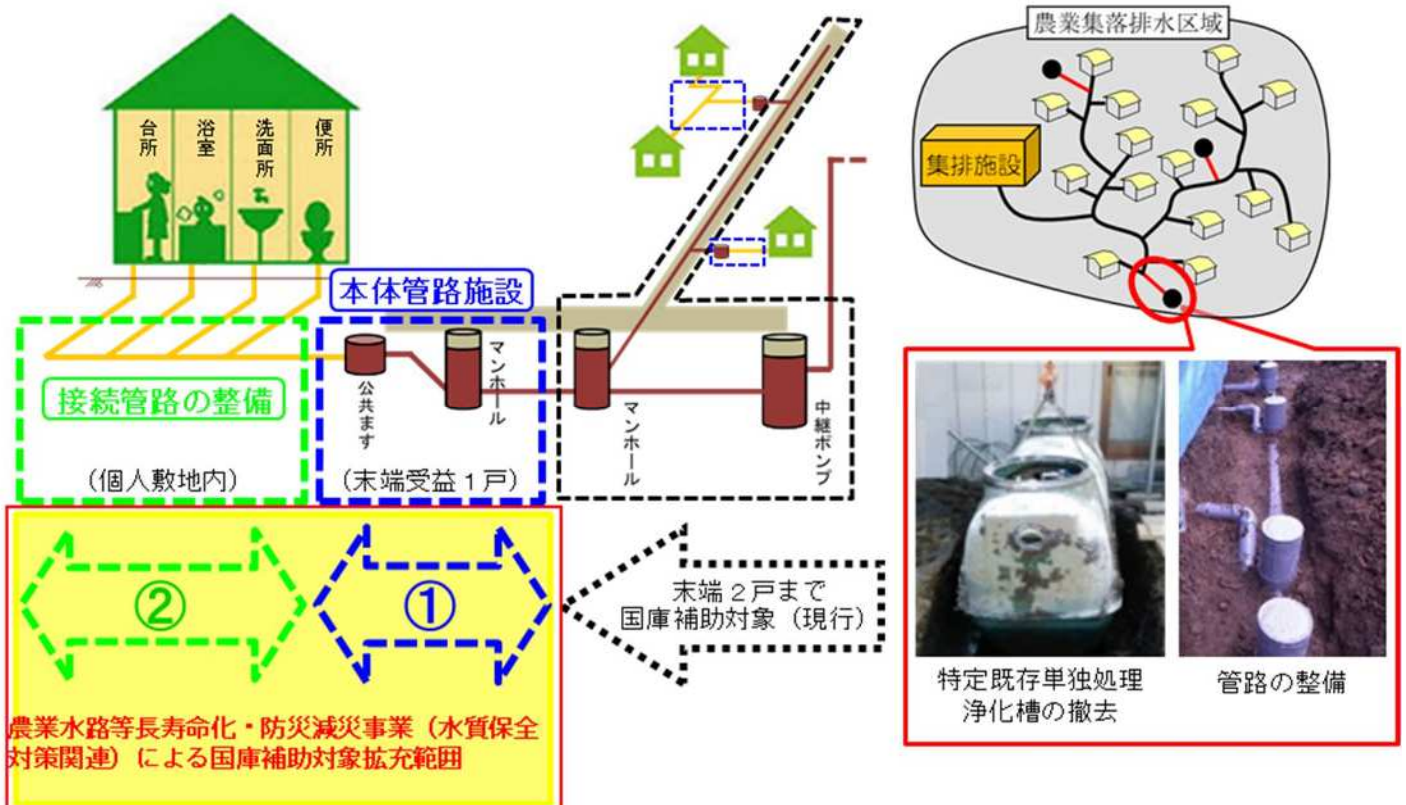 台所
浴室
洗面所
便所
本体管路施設
接続管路の整備
公共ます
マンホール
マンホール
中継ポンプ
（個人敷地内）
（末端受益１戸）
②
①
末端２戸まで
国庫補助対象（現行）
農業水路等長寿命化・防災減災事業（水質保全
対策関連）による国庫補助対象拡充範囲
農業集落排水区域
集排施設
特定既存単独処理
浄化槽の撤去
管路の整備